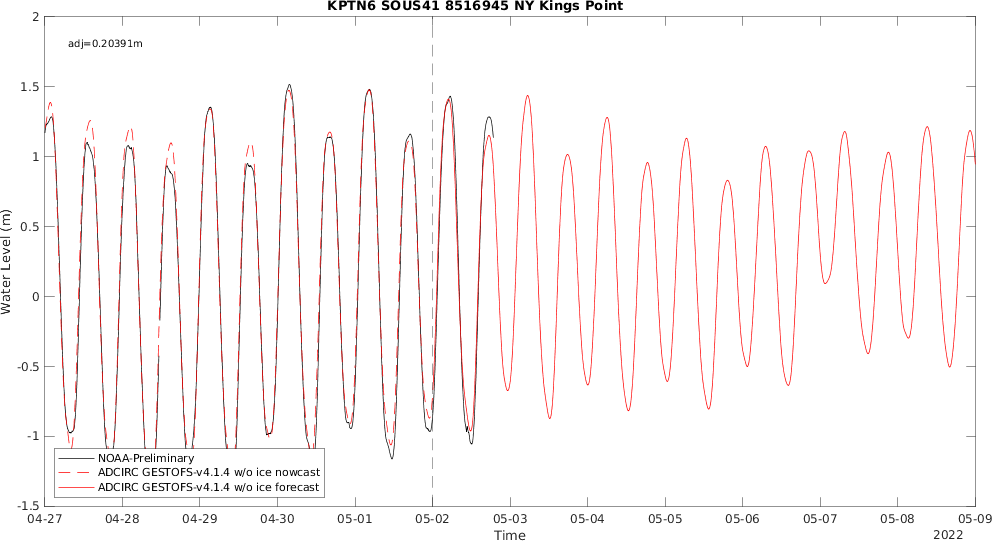 KPTN6 SOUS41 8516945 NY Kings Point
adj=0.20391m
Water Level (m)
2
1.5
1
0.5
0
-0.5
-1
-1.5
NOAA-Preliminary
ADCIRC GESTOFS-v4.1.4 w/o ice nowcast
ADCIRC GESTOFS-v4.1.4 w/o ice forecast
04-27 04-28 04-29 04-30 05-01 05-02 05-03 05-04 05-05 05-06 05-07 05-08 05-09
Time
2022